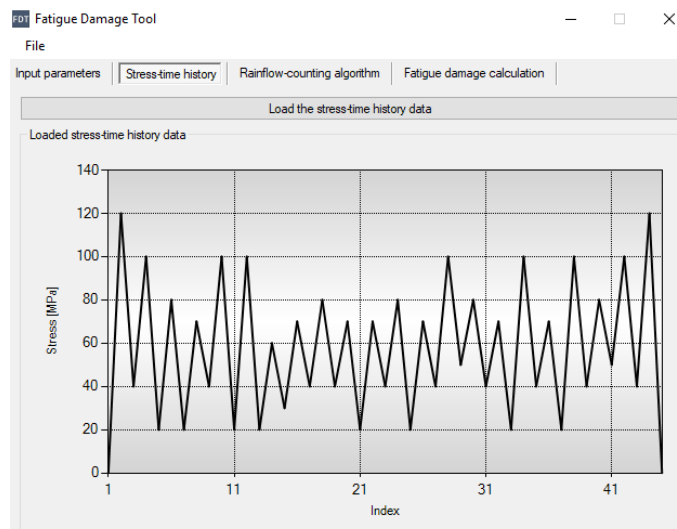 FDT Fatigue Damage Tool
File
Input parameters Stress-time history Rainflow-counting algorithm Fatigue damage calculation
Load the stress-time history data
Loaded stress-time history data
140
120
100
80
60
40
20
0
Stress [MPa]
1 11 21 31 41
Index